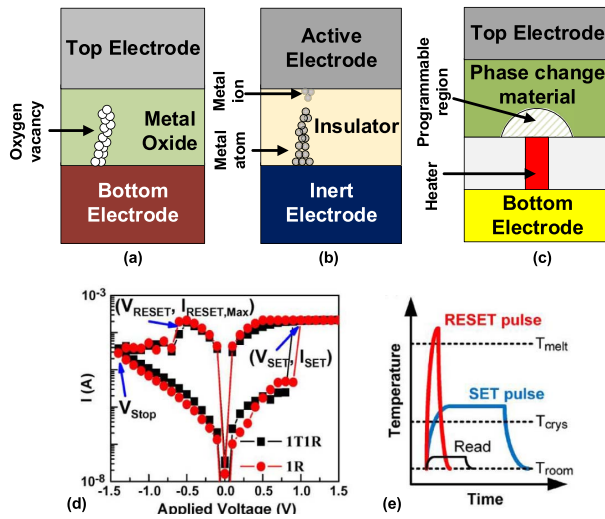 Top Electrode
Oxygen
vacancy
Metal
Oxide
Bottom
Electrode
(a)
Active
Electrode
Metal
ion
Insulator
Metal
atom
Inert
Electrode
(b)
Top Electrode
Programmable
region
Phase change
material
Heater
Bottom
Electrode
(c)
10-3
(VRESET, IRESET,Max)
(VSET, ISET)
I (A)
VStop
1T1R
1R
10-8
-1.5 -1.0 -0.5 0.0 0.5 1.0 1.5
(d) Applied Voltage (V)
RESET pulse
Tmelt
SET pulse
Temperature
Tcrys
Read
Troom
(e) Time